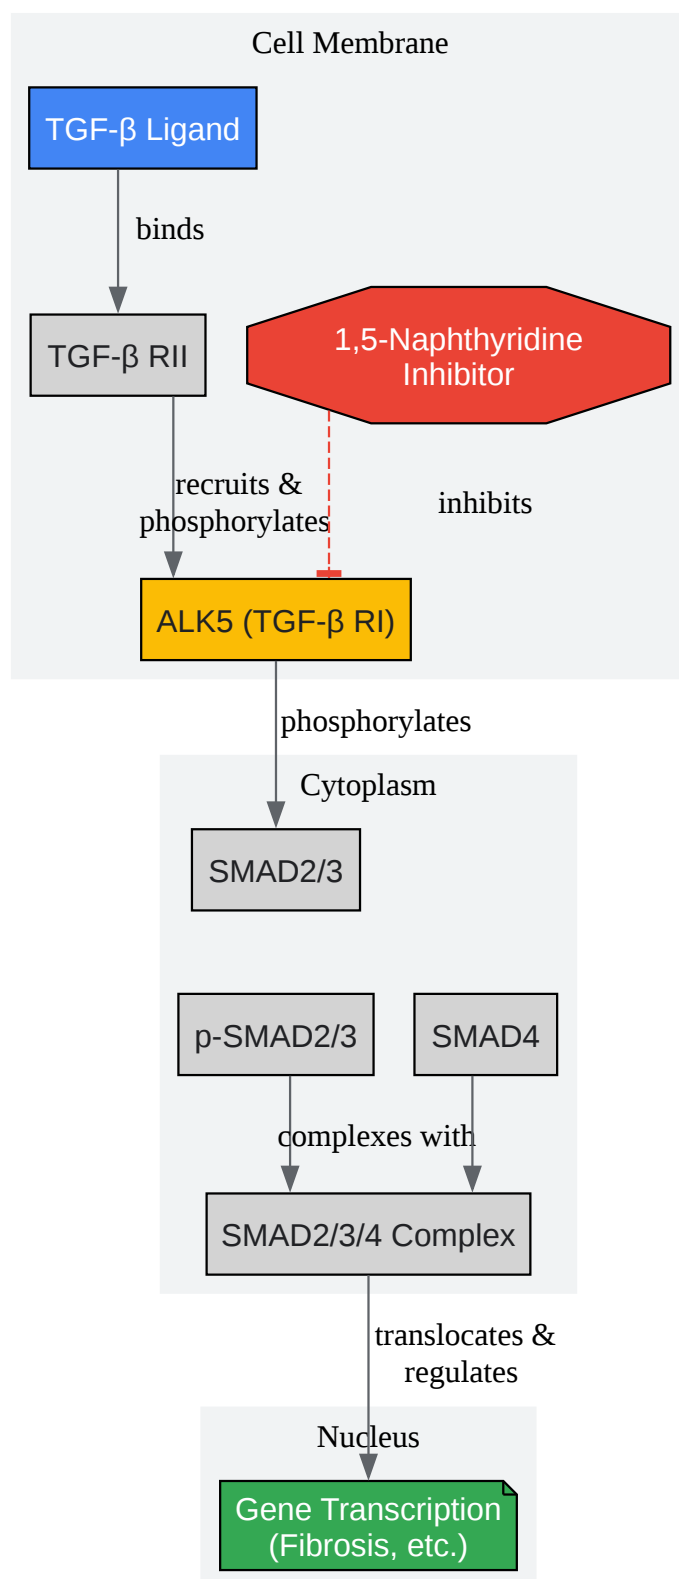 Cell Membrane
TGF-β Ligand
binds
TGF-β RII
1,5-Naphthyridine
Inhibitor
recruits &
phosphorylates
inhibits
ALK5 (TGF-β RI)
phosphorylates
Cytoplasm
SMAD2/3
p-SMAD2/3
SMAD4
complexes with
SMAD2/3/4 Complex
translocates &
regulates
Nucleus
Gene Transcription
(Fibrosis, etc.)